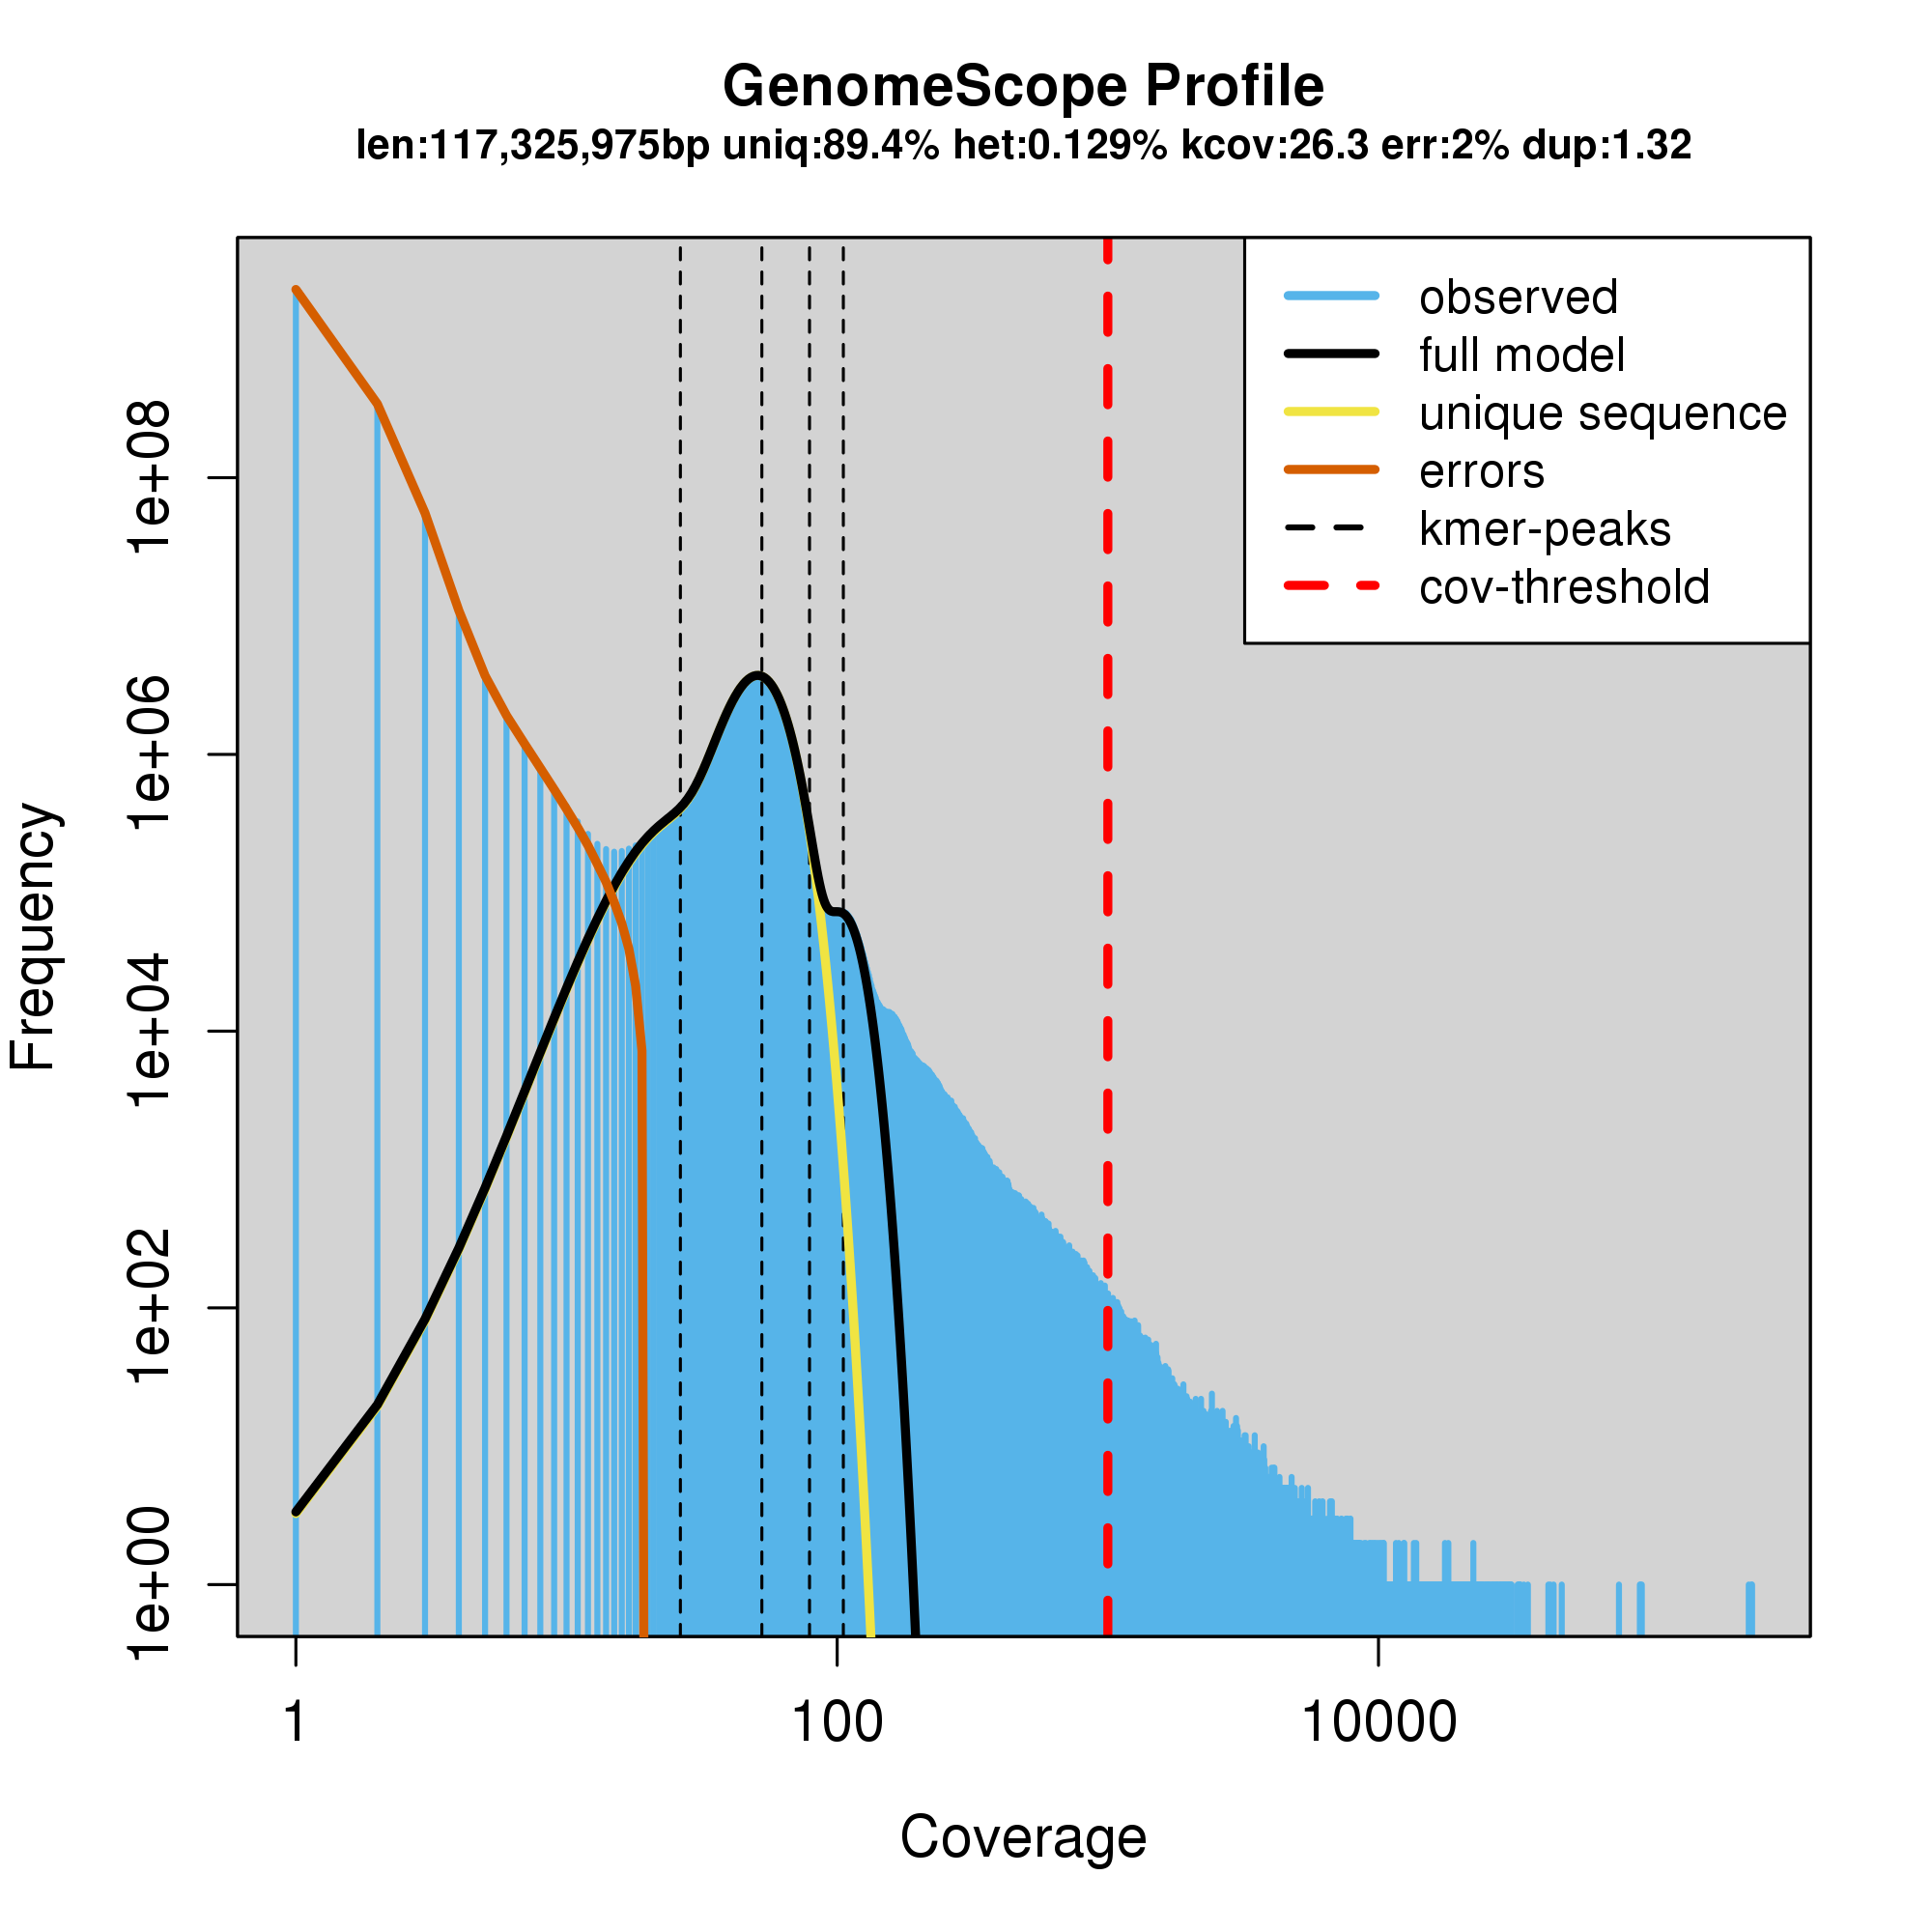 GenomeScope Profile
len:117,325,975bp uniq:89.4% het:0.129% kcov:26.3 err:2% dup:1.32
observed
full model
unique sequence
errors
kmer-peaks
cov-threshold
Frequency
1e+08
1e+06
1e+04
1e+02
1e+00
1
100
10000
Coverage